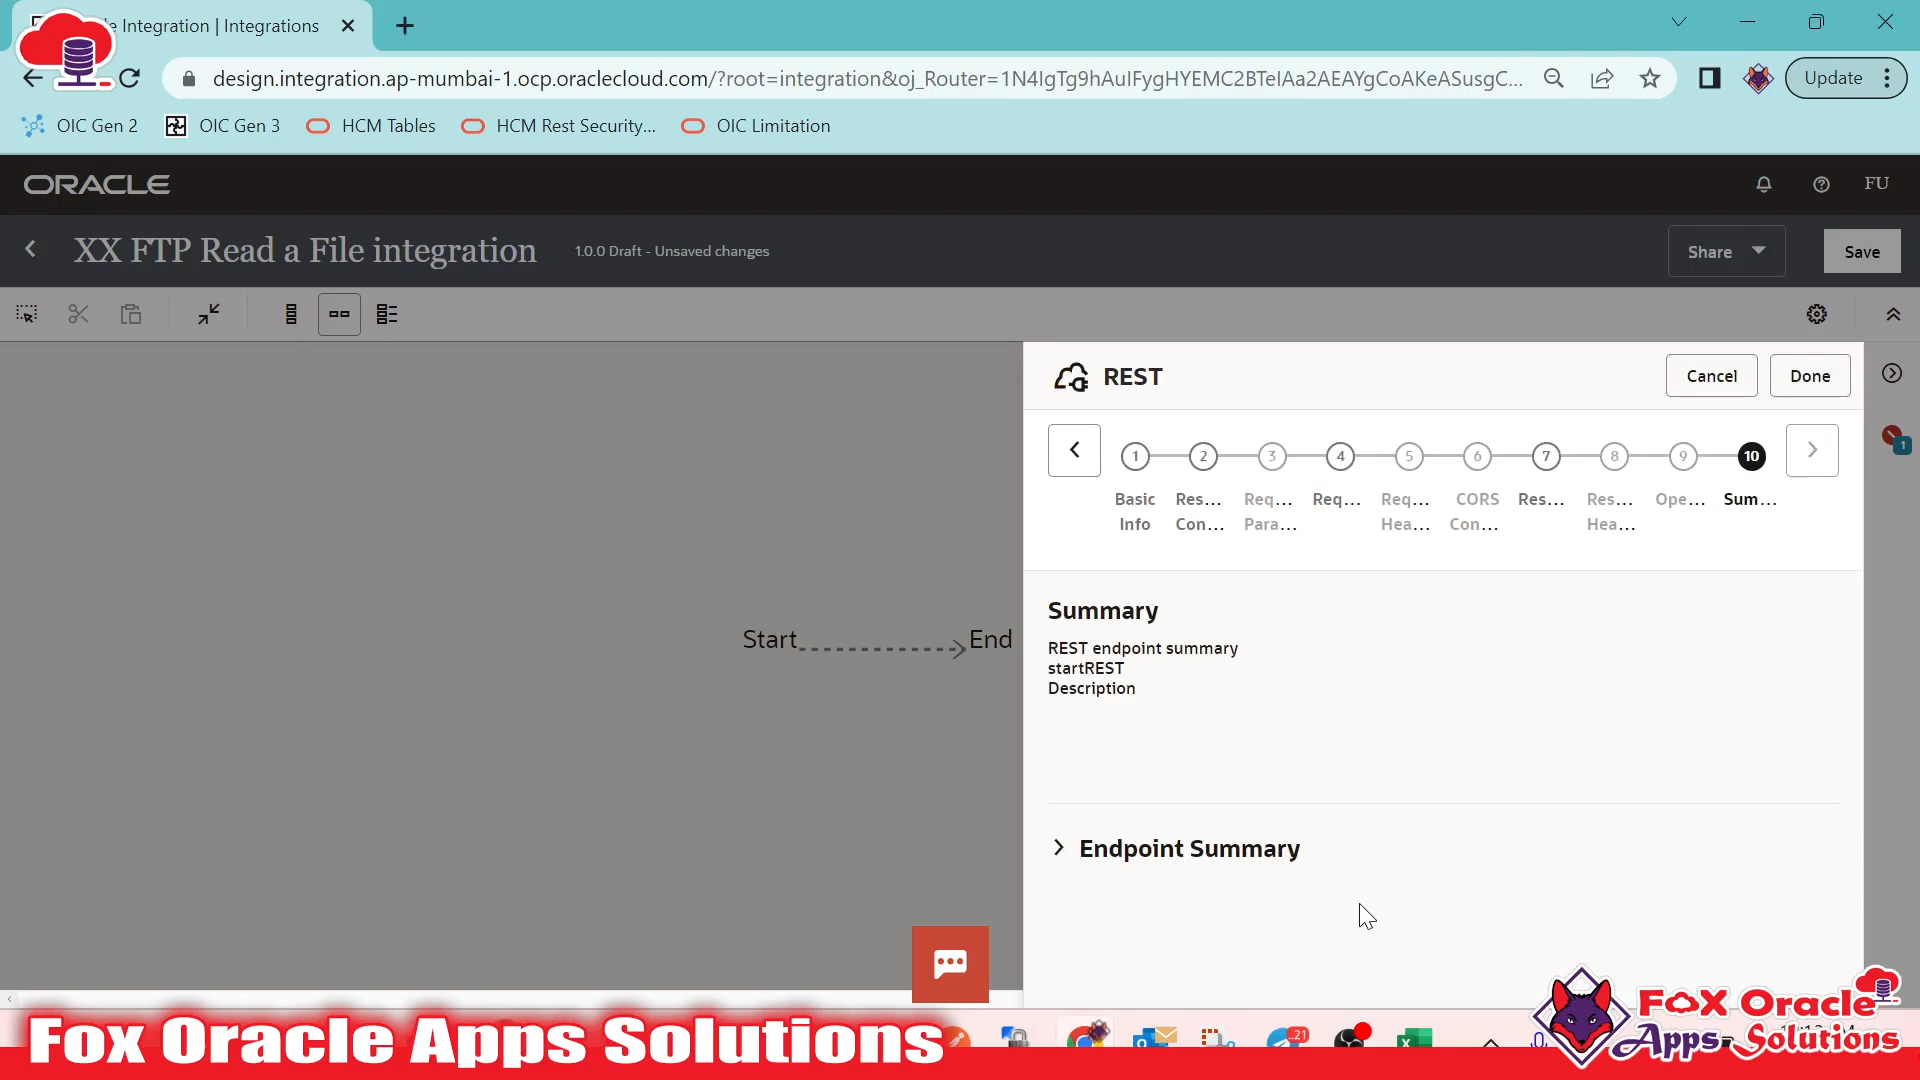 e Integration | Integrations
design.integration.ap-mumbai-1.ocp.oraclecloud.com/?root=integration&oj_Router=1N4IgTg9hAuIFygHYEMC2BTeIAa2AEAYgCoAKeASusgC...
Update
OIC Gen 2
OIC Gen 3
HCM Tables
HCM Rest Security...
OIC Limitation
ORACLE
FU
XX FTP Read a File integration
1.0.0 Draft - Unsaved changes
Share
Save
REST
Cancel
Done
1 2 3 4 5 6 7 8 9 10
Basic Info
Res... Con...
Req... Para...
Req...
Req... Hea...
CORS Con...
Res...
Res... Hea...
Ope...
Sum...
1
Start
End
Summary
REST endpoint summary
startREST
Description
Endpoint Summary
..21
Fox Oracle Apps Solutions
Fox Oracle
Apps Solutions